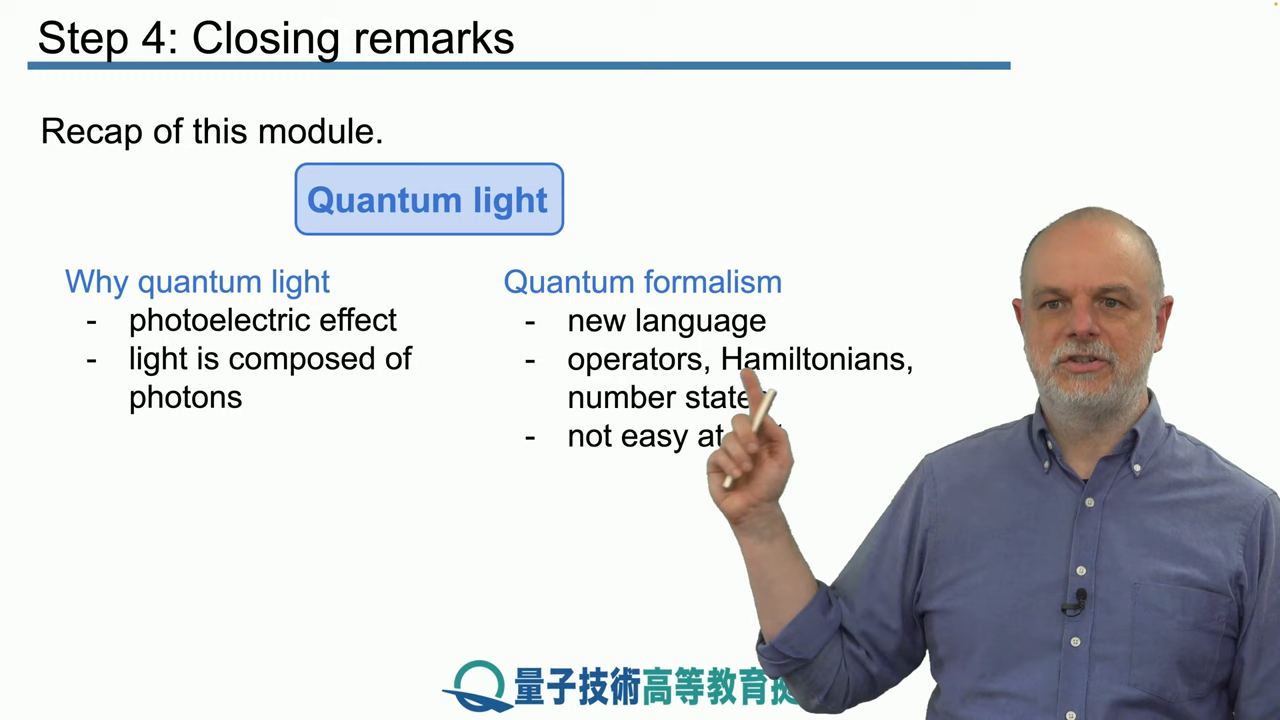 Step 4: Closing remarks
Recap of this module.
Quantum light
Why quantum light
- photoelectric effect
- light is composed of
photons
Quantum formalism
- new language
- operators, Hamiltonians,
number states
- not easy at
量子技術高等教育